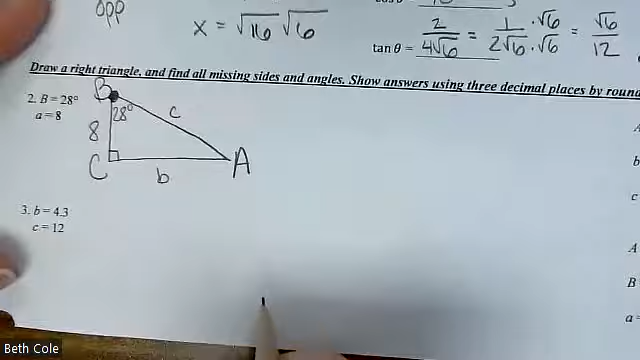 opp
x = √116 √6
cos θ =
tan θ = 2/4√6 = 1/2√6 · √6/√6 = √6/12
Draw a right triangle, and find all missing sides and angles. Show answers using three decimal places by round
2. B = 28°
a = 8
B
28°
c
8
C
b
A
A
b
c
3. b = 4.3
c = 12
A
B
a =
Beth Cole